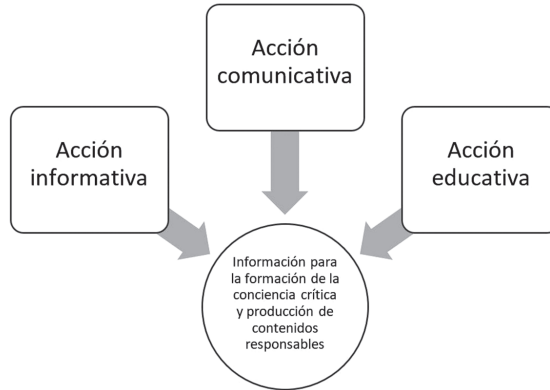 Acción
comunicativa
Acción
informativa
Acción
educativa
Información para
la formación de la
conciencia crítica
y producción de
contenidos
responsables